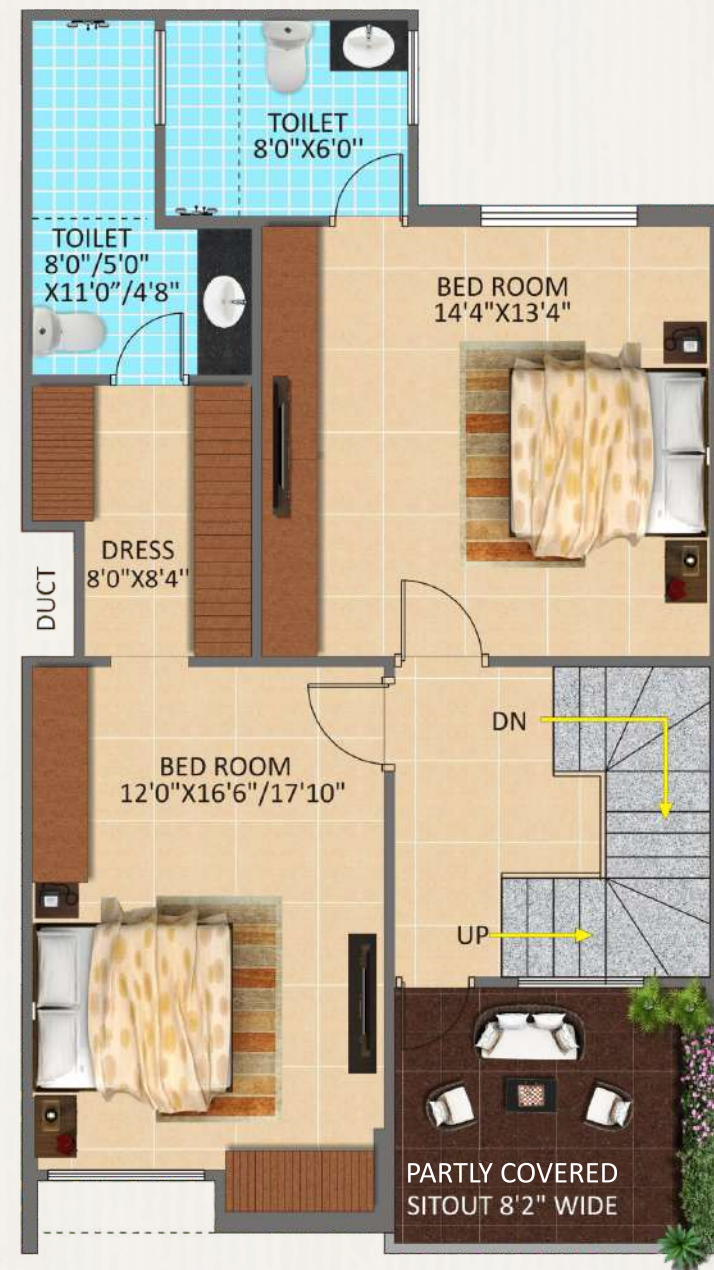 TOILET
8'0"X6'0''
TOILET
8'0"/5'0"
X11'0"/4'8"
BED ROOM
14'4"X13'4"
DRESS
8'0"X8'4''
DUCT
DN
BED ROOM
12'0"X16'6"/17'10"
UP
PARTLY COVERED
SITOUT 8'2" WIDE